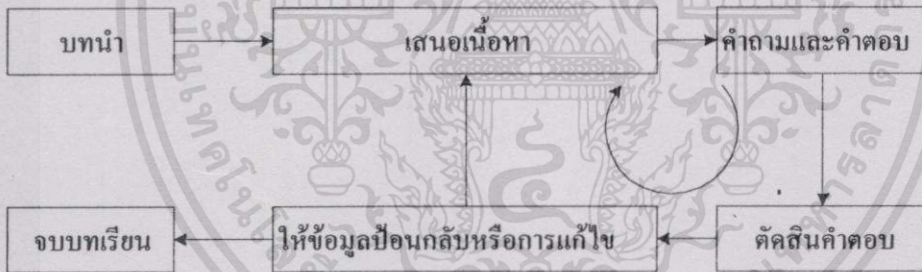 บทนำ
เสนอเนื้อหา
คำถามและคำตอบ
จบบทเรียน
ให้ข้อมูลป้อนกลับหรือการแก้ไข
ตัดสินคำตอบ